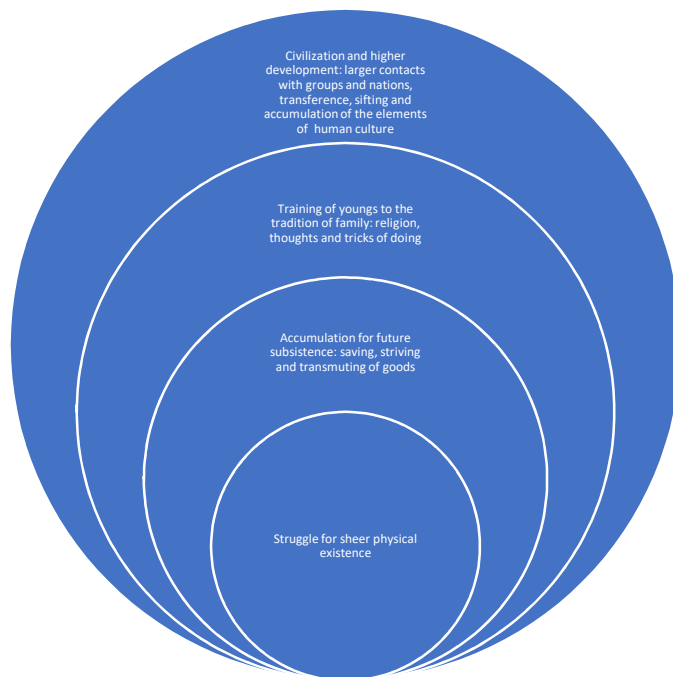 Civilization and higher
development: larger contacts
with groups and nations,
transference, sifting and
accumulation of the elements
of human culture
Training of youngs to the
tradition of family: religion,
thoughts and tricks of doing
Accumulation for future
subsistence: saving, striving
and transmuting of goods
Struggle for sheer physical
existence